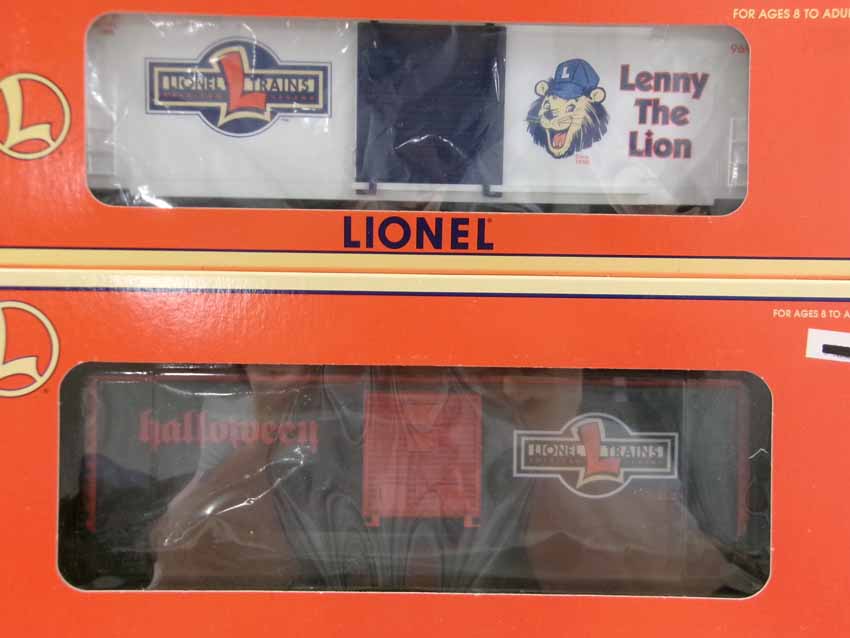 FOR AGES 8 TO ADU
L
LIONEL L TRAINS
L
Lenny
The
Lion
LIONEL
FOR AGES 8 TO A
L
halloween
LIONEL L TRAINS